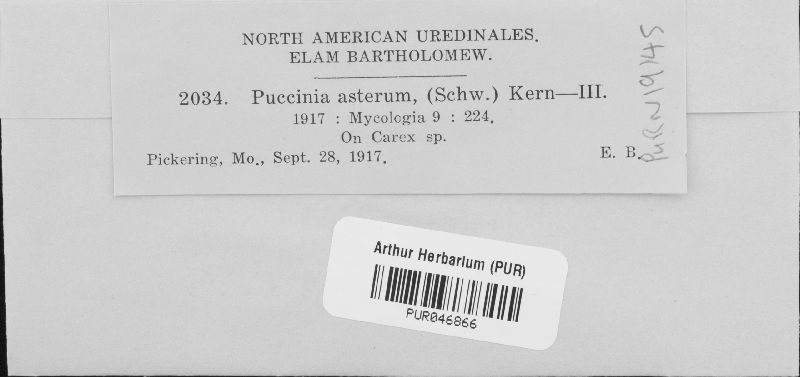 NORTH AMERICAN UREDINALES.
ELAM BARTHOLOMEW.
2034. Puccinia asterum, (Schw.) Kern—III.
1917 : Mycologia 9 : 224.
On Carex sp.
Pickering, Mo., Sept. 28, 1917. E. B.
PURN19145
Arthur Herbarium (PUR)
PUR046866